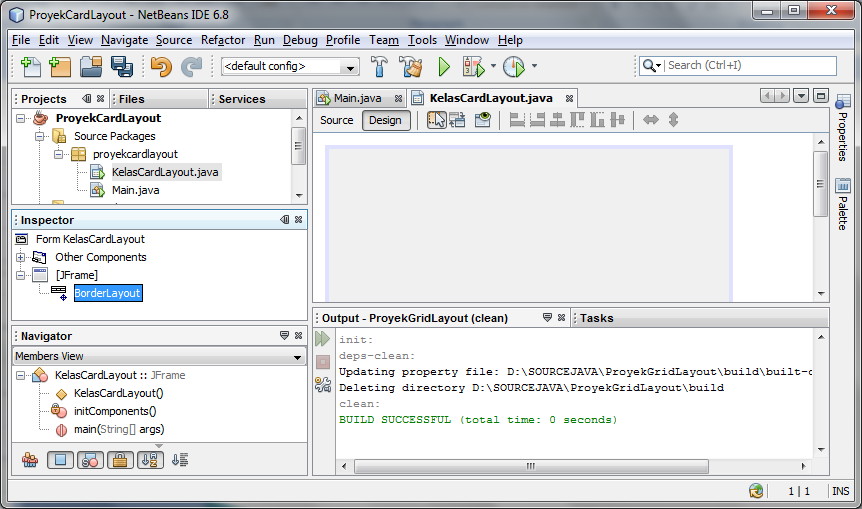 ProyekCardLayout - NetBeans IDE 6.8
File Edit View Navigate Source Refactor Run Debug Profile Team Tools Window Help
<default config>
Search (Ctrl+I)
Projects Files Services
ProyekCardLayout
Source Packages
proyekcardlayout
KelasCardLayout.java
Main.java
Inspector
Form KelasCardLayout
Other Components
[JFrame]
BorderLayout
Navigator
Members View
KelasCardLayout :: JFrame
KelasCardLayout()
initComponents()
main(String[] args)
Main.java KelasCardLayout.java
Source Design
Properties
Palette
Output - ProyekGridLayout (clean) Tasks
init:
deps-clean:
Updating property file: D:\SOURCEJAVA\ProyekGridLayout\build\built-
Deleting directory D:\SOURCEJAVA\ProyekGridLayout\build
clean:
BUILD SUCCESSFUL (total time: 0 seconds)
1 | 1 INS